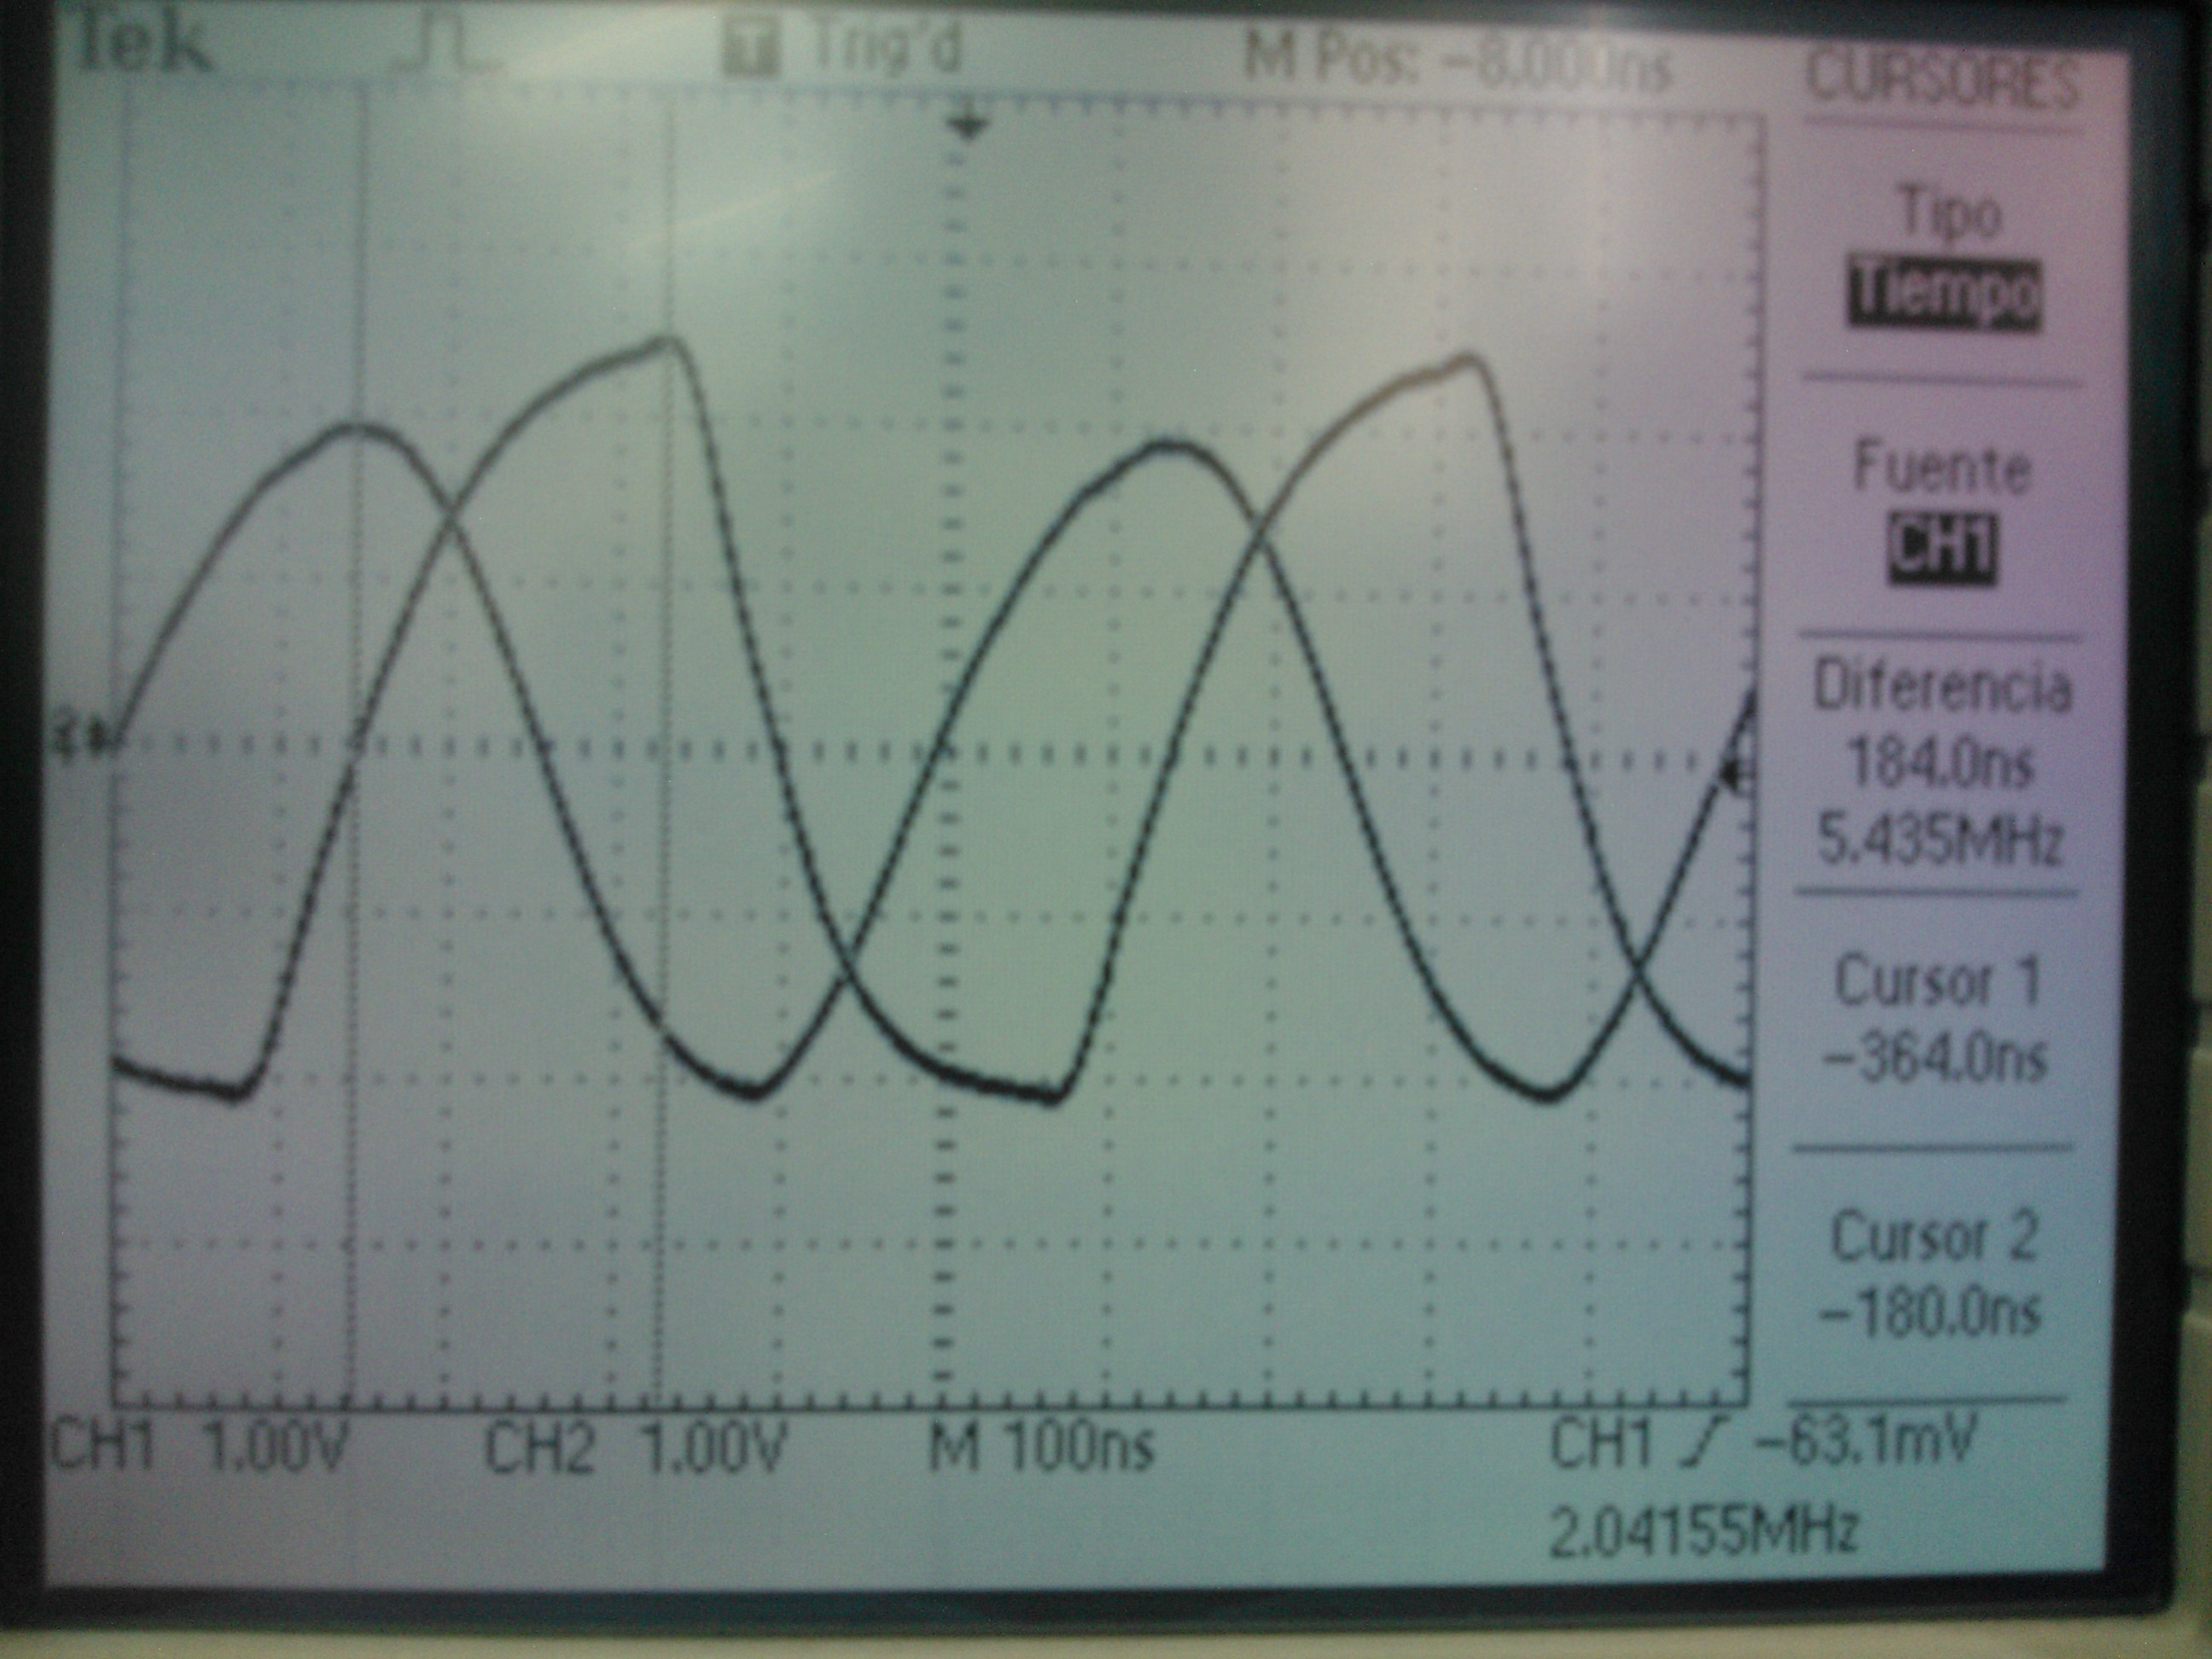 Tek Trig'd M Pos: -8.000ns CURSORES
Tipo
Tiempo
Fuente
CH1
Diferencia
184.0ns
5.435MHz
Cursor 1
-364.0ns
Cursor 2
-180.0ns
CH1 1.00V CH2 1.00V M 100ns CH1 -63.1mV
2.04155MHz